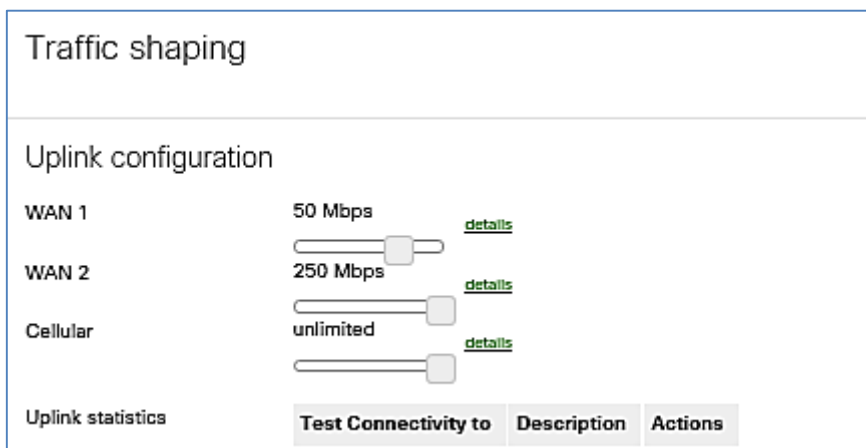 Traffic shaping
Uplink configuration
WAN 1 50 Mbps details
WAN 2 250 Mbps details
Cellular unlimited details
Uplink statistics Test Connectivity to Description Actions